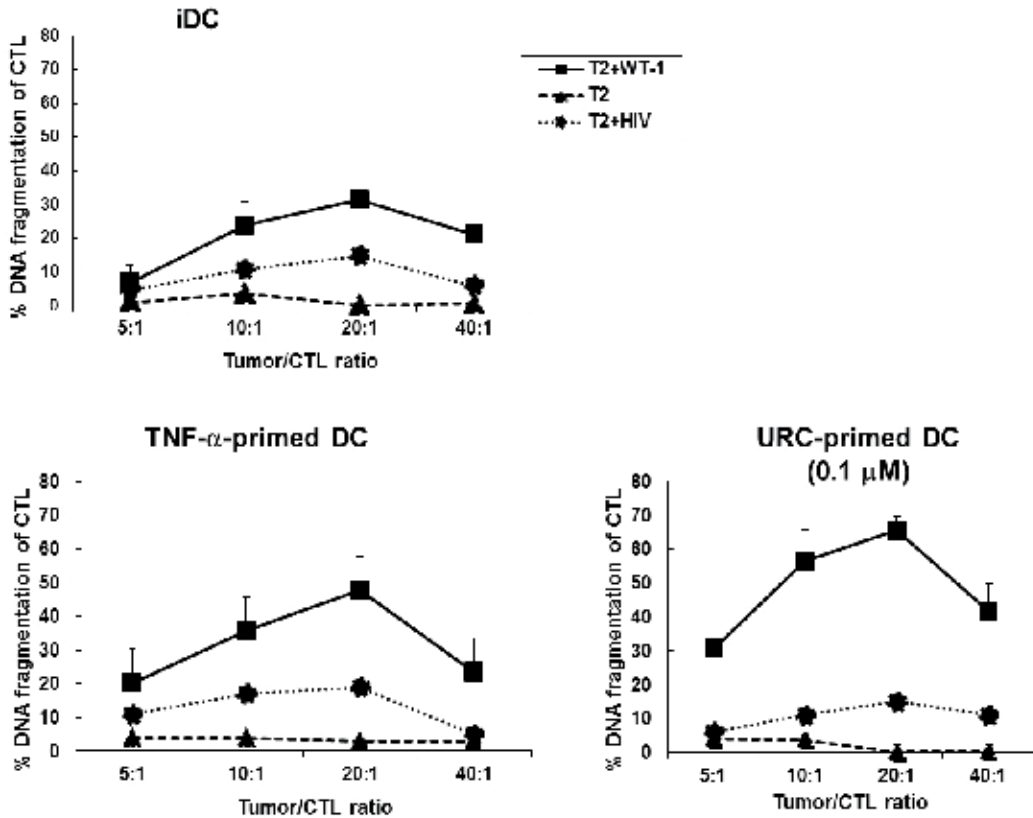 iDC
% DNA fragmentation of CTL
80
70
60
50
40
30
20
10
0
5:1 10:1 20:1 40:1
Tumor/CTL ratio
T2+WT-1
T2
T2+HIV
TNF-α-primed DC
% DNA fragmentation of CTL
80
70
60
50
40
30
20
10
0
5:1 10:1 20:1 40:1
Tumor/CTL ratio
URC-primed DC
(0.1 μM)
% DNA fragmentation of CTL
80
70
60
50
40
30
20
10
0
5:1 10:1 20:1 40:1
Tumor/CTL ratio